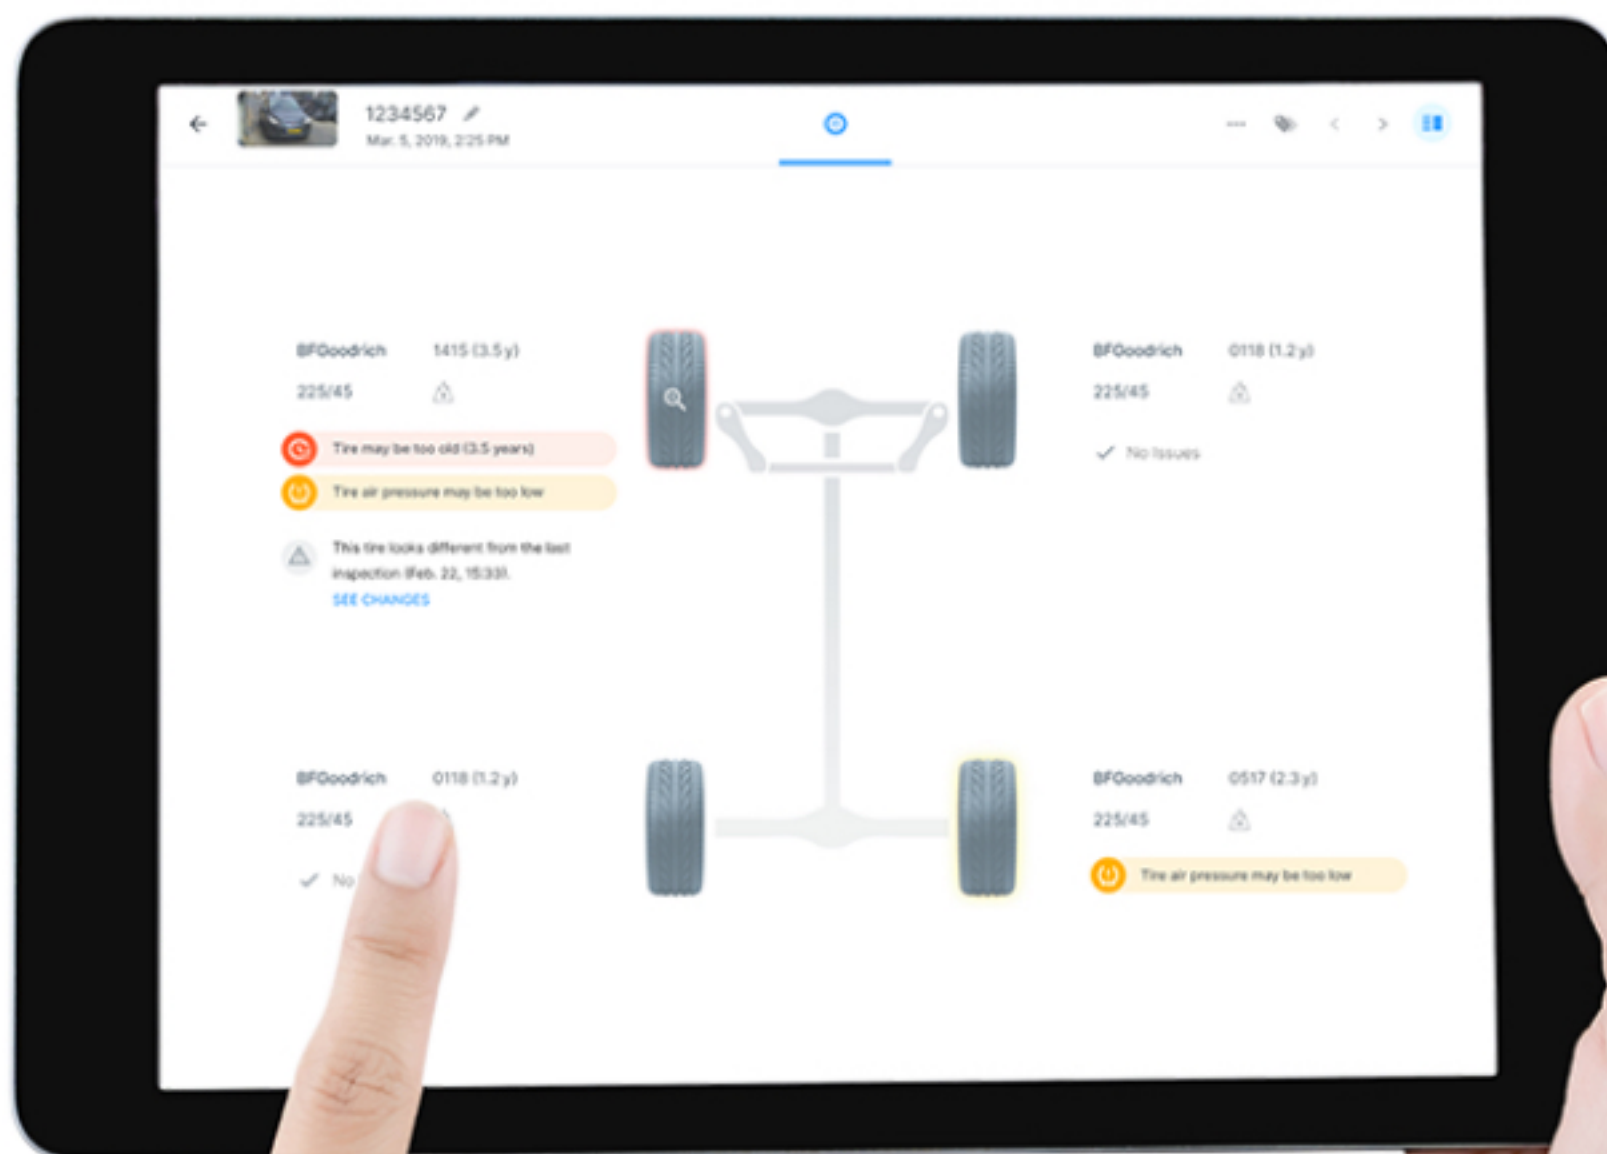 1234567
Mar. 5, 2019, 2:25 PM
BFGoodrich 1415 (3.5 y)
225/45
Tire may be too old (3.5 years)
Tire air pressure may be too low
This tire looks different from the last
inspection (Feb. 22, 15:33).
SEE CHANGES
BFGoodrich 0118 (1.2 y)
225/45
No Issues
BFGoodrich 0118 (1.2 y)
225/45
No
BFGoodrich 0517 (2.3 y)
225/45
Tire air pressure may be too low